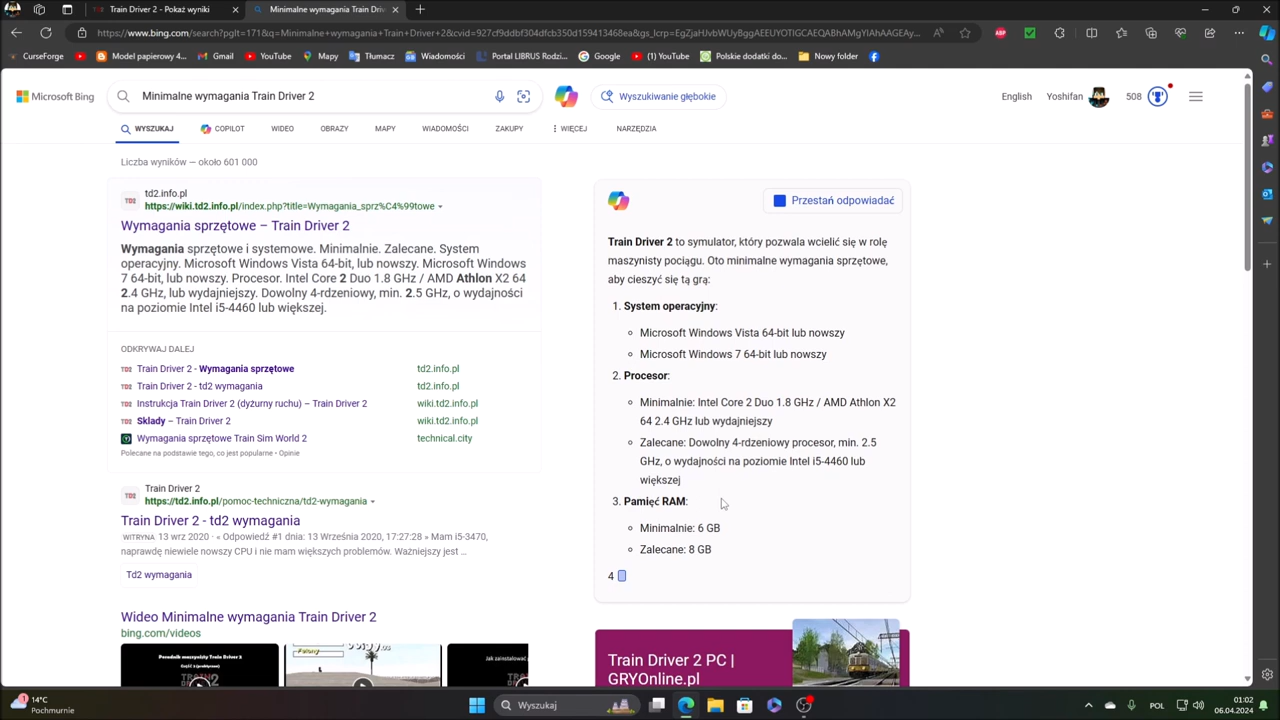 (1) YouTube
Pokaż wyniki
Minimalne wymagania Train Driver 2
https://www.bing.com/search?pglt=171&q=Minimalne+wymagania+Train+Driver+2&cvid=927cf9ddbf304dfcb350d159413468ea&gs_lcrp=EgZjaHJvbWUyBggAEEUYOTIGCAEQABhAMgYIAhAAGEAy...
CurseForge
Model papierowy 4...
Gmail
YouTube
Mapy
Tłumacz
Wiadomości
Portal LIBRUS Rodzi...
Google
(1) YouTube
Polskie dodatki do...
Nowy folder
Microsoft Bing
Minimalne wymagania Train Driver 2
Wyszukiwanie głębokie
English
Yoshifan
508
WYSZUKAJ
COPILOT
WIDEO
OBRAZY
MAPY
WIADOMOŚCI
ZAKUPY
WIĘCEJ
NARZĘDZIA
Liczba wyników — około 601 000
td2.info.pl
https://wiki.td2.info.pl/index.php?title=Wymagania_sprz%C4%99towe
Wymagania sprzętowe – Train Driver 2
Wymagania sprzętowe i systemowe. Minimalnie. Zalecane. System
operacyjny. Microsoft Windows Vista 64-bit, lub nowszy. Microsoft Windows
7 64-bit, lub nowszy. Procesor. Intel Core 2 Duo 1.8 GHz / AMD Athlon X2 64
2.4 GHz, lub wydajniejszy. Dowolny 4-rdzeniowy, min. 2.5 GHz, o wydajności
na poziomie Intel i5-4460 lub większej.
ODKRYWAJ DALEJ
Train Driver 2 - Wymagania sprzętowe td2.info.pl
Train Driver 2 - td2 wymagania td2.info.pl
Instrukcja Train Driver 2 (dyżurny ruchu) – Train Driver 2 wiki.td2.info.pl
Składy – Train Driver 2 wiki.td2.info.pl
Wymagania sprzętowe Train Sim World 2 technical.city
Polecane na podstawie tego, co jest popularne • Opinie
Train Driver 2
https://td2.info.pl/pomoc-techniczna/td2-wymagania
Train Driver 2 - td2 wymagania
WITRYNA 13 wrz 2020 · « Odpowiedź #1 dnia: 13 Września 2020, 17:27:28 » Mam i5-3470,
naprawdę niewiele nowszy CPU i nie mam większych problemów. Ważniejszy jest ...
Td2 wymagania
Wideo Minimalne wymagania Train Driver 2
bing.com/videos
Poradnik maszynisty Train Driver 2
Część 2 (praktyczna)
Felony
Jak zainstalować
Przestań odpowiadać
Train Driver 2 to symulator, który pozwala wcielić się w rolę
maszynisty pociągu. Oto minimalne wymagania sprzętowe,
aby cieszyć się tą grą:
1. System operacyjny:
Microsoft Windows Vista 64-bit lub nowszy
Microsoft Windows 7 64-bit lub nowszy
2. Procesor:
Minimalnie: Intel Core 2 Duo 1.8 GHz / AMD Athlon X2
64 2.4 GHz lub wydajniejszy
Zalecane: Dowolny 4-rdzeniowy procesor, min. 2.5
GHz, o wydajności na poziomie Intel i5-4460 lub
większej
3. Pamięć RAM:
Minimalnie: 6 GB
Zalecane: 8 GB
4
Train Driver 2 PC |
GRYOnline.pl
14°C
Pochmurnie
Wyszukaj
POL
01:02
06.04.2024